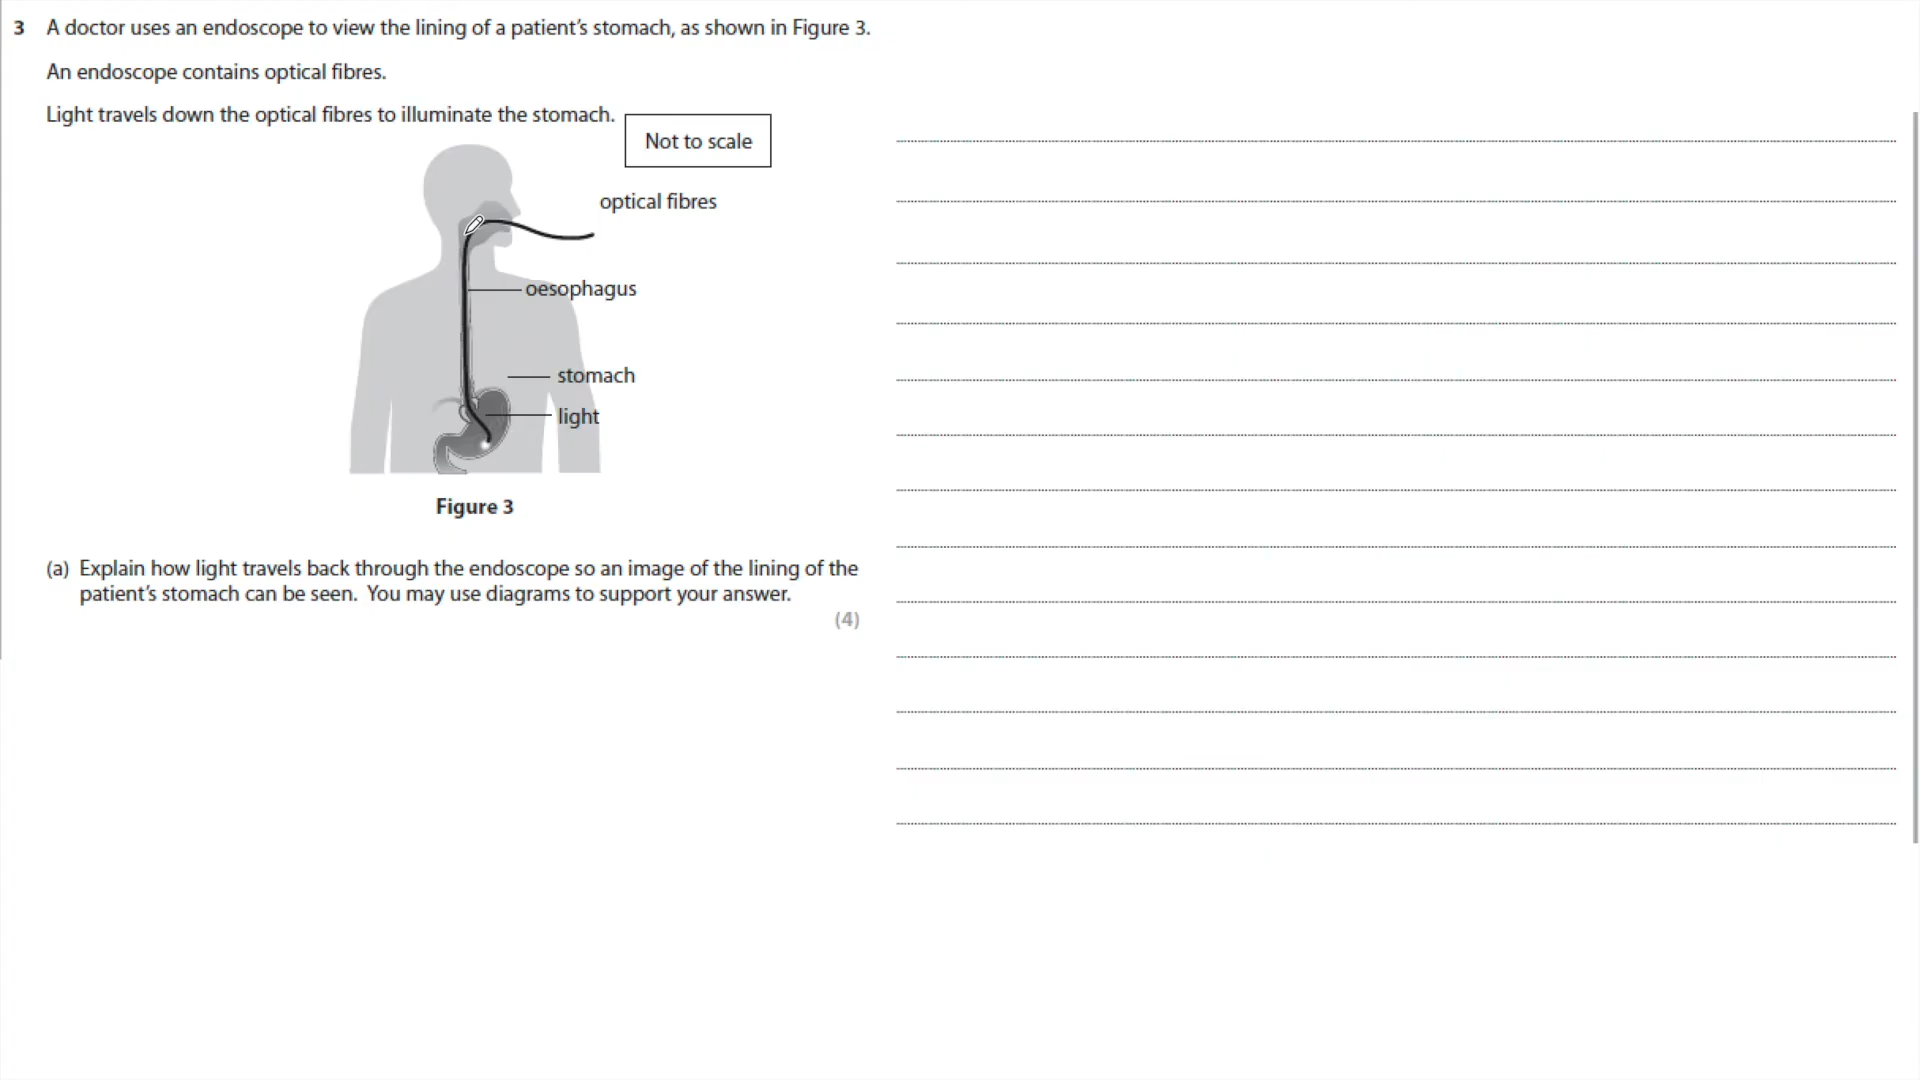 3 A doctor uses an endoscope to view the lining of a patient's stomach, as shown in Figure 3.
An endoscope contains optical fibres.
Light travels down the optical fibres to illuminate the stomach.
Not to scale
optical fibres
oesophagus
stomach
light
Figure 3
(a) Explain how light travels back through the endoscope so an image of the lining of the
patient's stomach can be seen. You may use diagrams to support your answer.
(4)